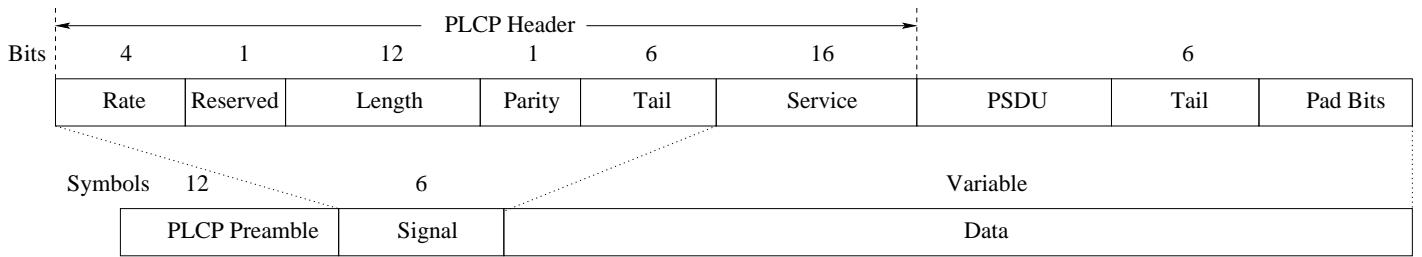 PLCP Header
Bits 4 1 12 1 6 16 6
Rate Reserved Length Parity Tail Service PSDU Tail Pad Bits
Symbols 12 6 Variable
PLCP Preamble Signal Data